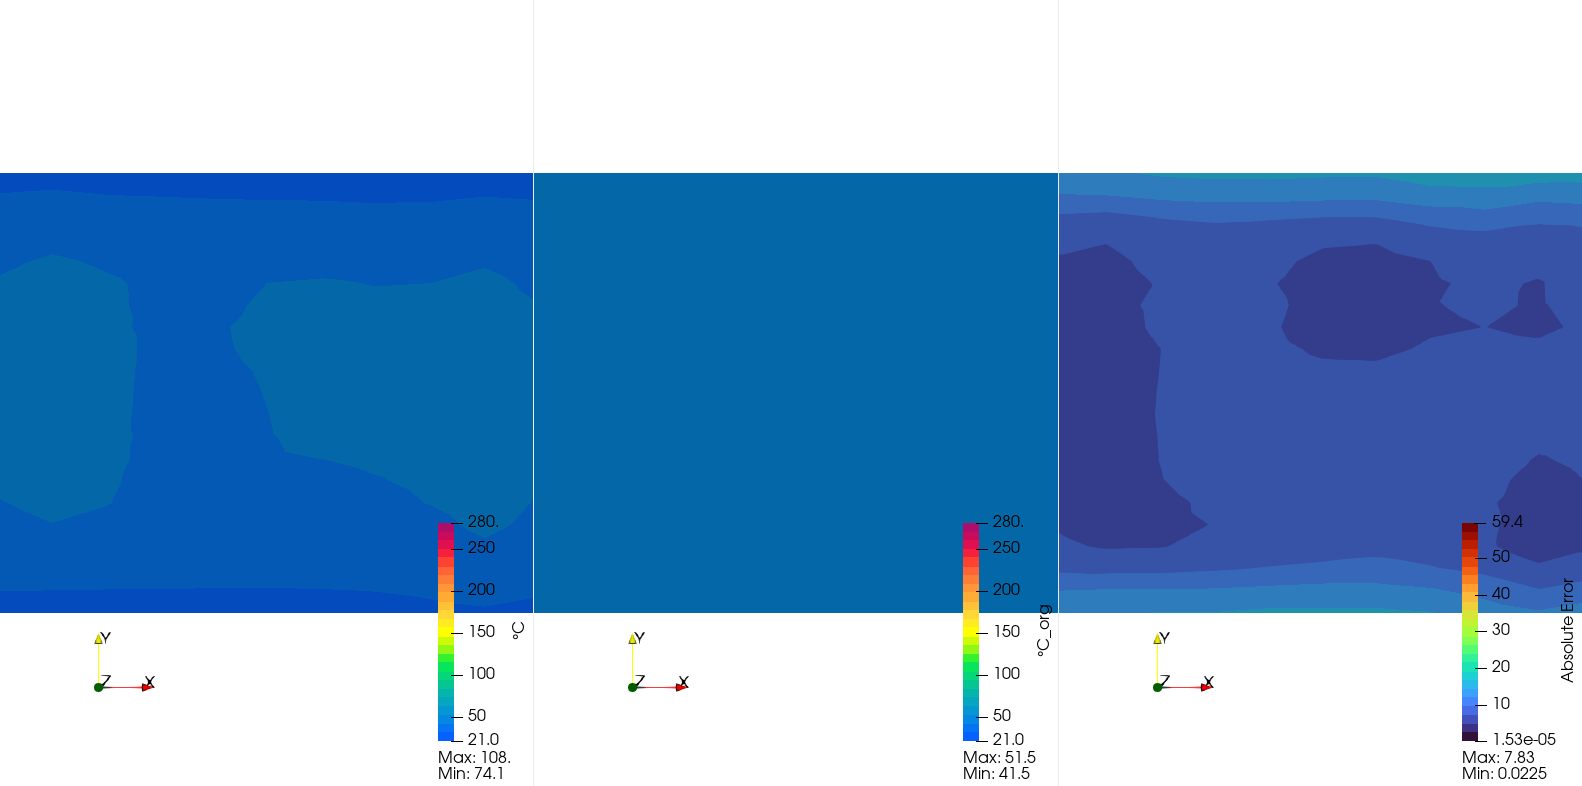 280.
250
200
150
100
50
21.0
°C
Max: 108.
Min: 74.1
Y
Z
X
280.
250
200
150
100
50
21.0
°C_org
Max: 51.5
Min: 41.5
Y
Z
X
59.4
50
40
30
20
10
1.53e-05
Absolute Error
Max: 7.83
Min: 0.0225
Y
Z
X